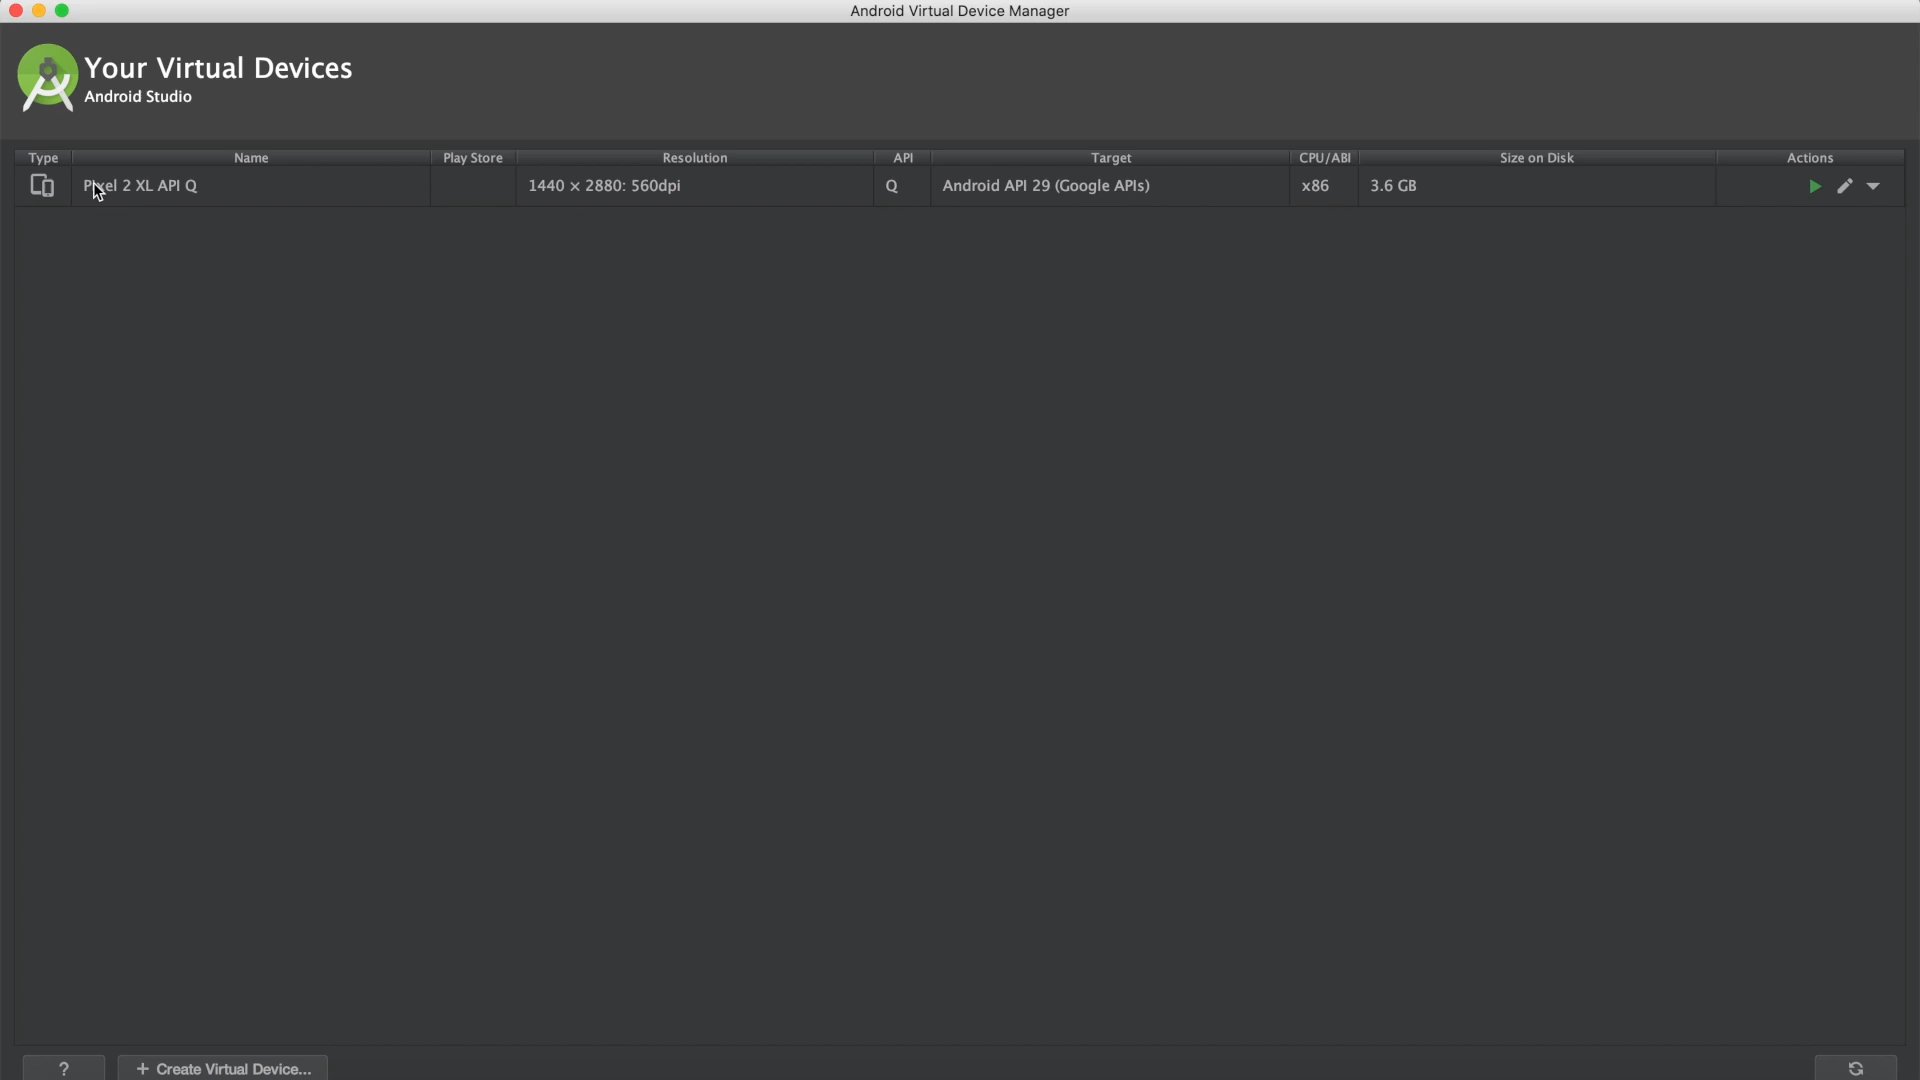 Android Virtual Device Manager
Your Virtual Devices
Android Studio
Type Name Play Store Resolution API Target CPU/ABI Size on Disk Actions
Pixel 2 XL API Q 1440 × 2880: 560dpi Q Android API 29 (Google APIs) x86 3.6 GB
? + Create Virtual Device...